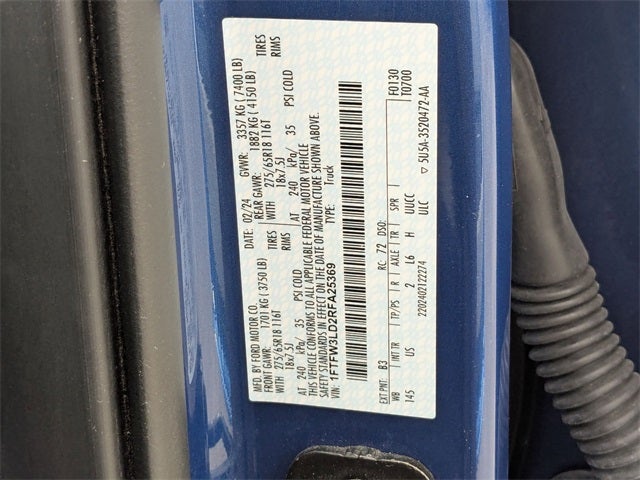 MFD. BY FORD MOTOR CO.
DATE: 02/24 GVWR: 3357 KG ( 7400 LB)
FRONT GAWR: 1701 KG ( 3750 LB) REAR GAWR: 1882 KG ( 4150 LB)
WITH 275/65R18 116T TIRES WITH 275/65R18 116T TIRES
18x7.5J RIMS 18x7.5J RIMS
AT 240 kPa/ 35 PSI COLD AT 240 kPa/ 35 PSI COLD
THIS VEHICLE CONFORMS TO ALL APPLICABLE FEDERAL MOTOR VEHICLE
SAFETY STANDARDS IN EFFECT ON THE DATE OF MANUFACTURE SHOWN ABOVE.
VIN: 1FTFW3LD2RFA25369 TYPE: Truck
EXT PNT: B3 RC: 72 DSO: F0130
WB INT TR TP/PS R AXLE TR SPR T0700
145 US 2 L6 H UUCC
ULC
2202402122274 ▽ 5U5A-3520472-AA